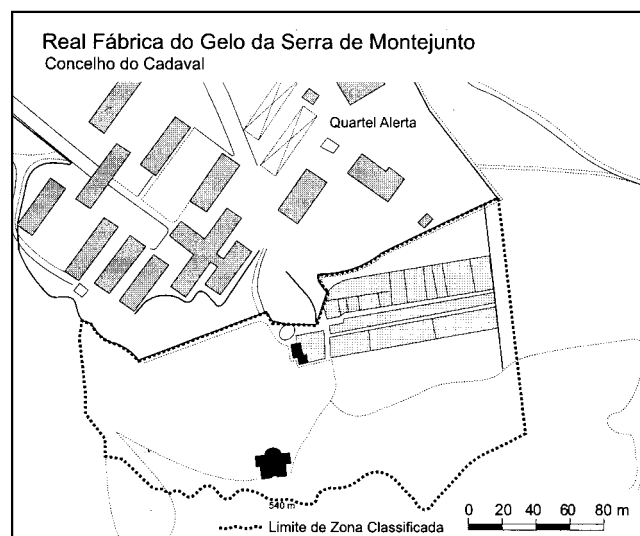 Real Fábrica do Gelo da Serra de Montejunto
Concelho do Cadaval
Quartel Alerta
540 m
Limite de Zona Classificada
0 20 40 60 80 m